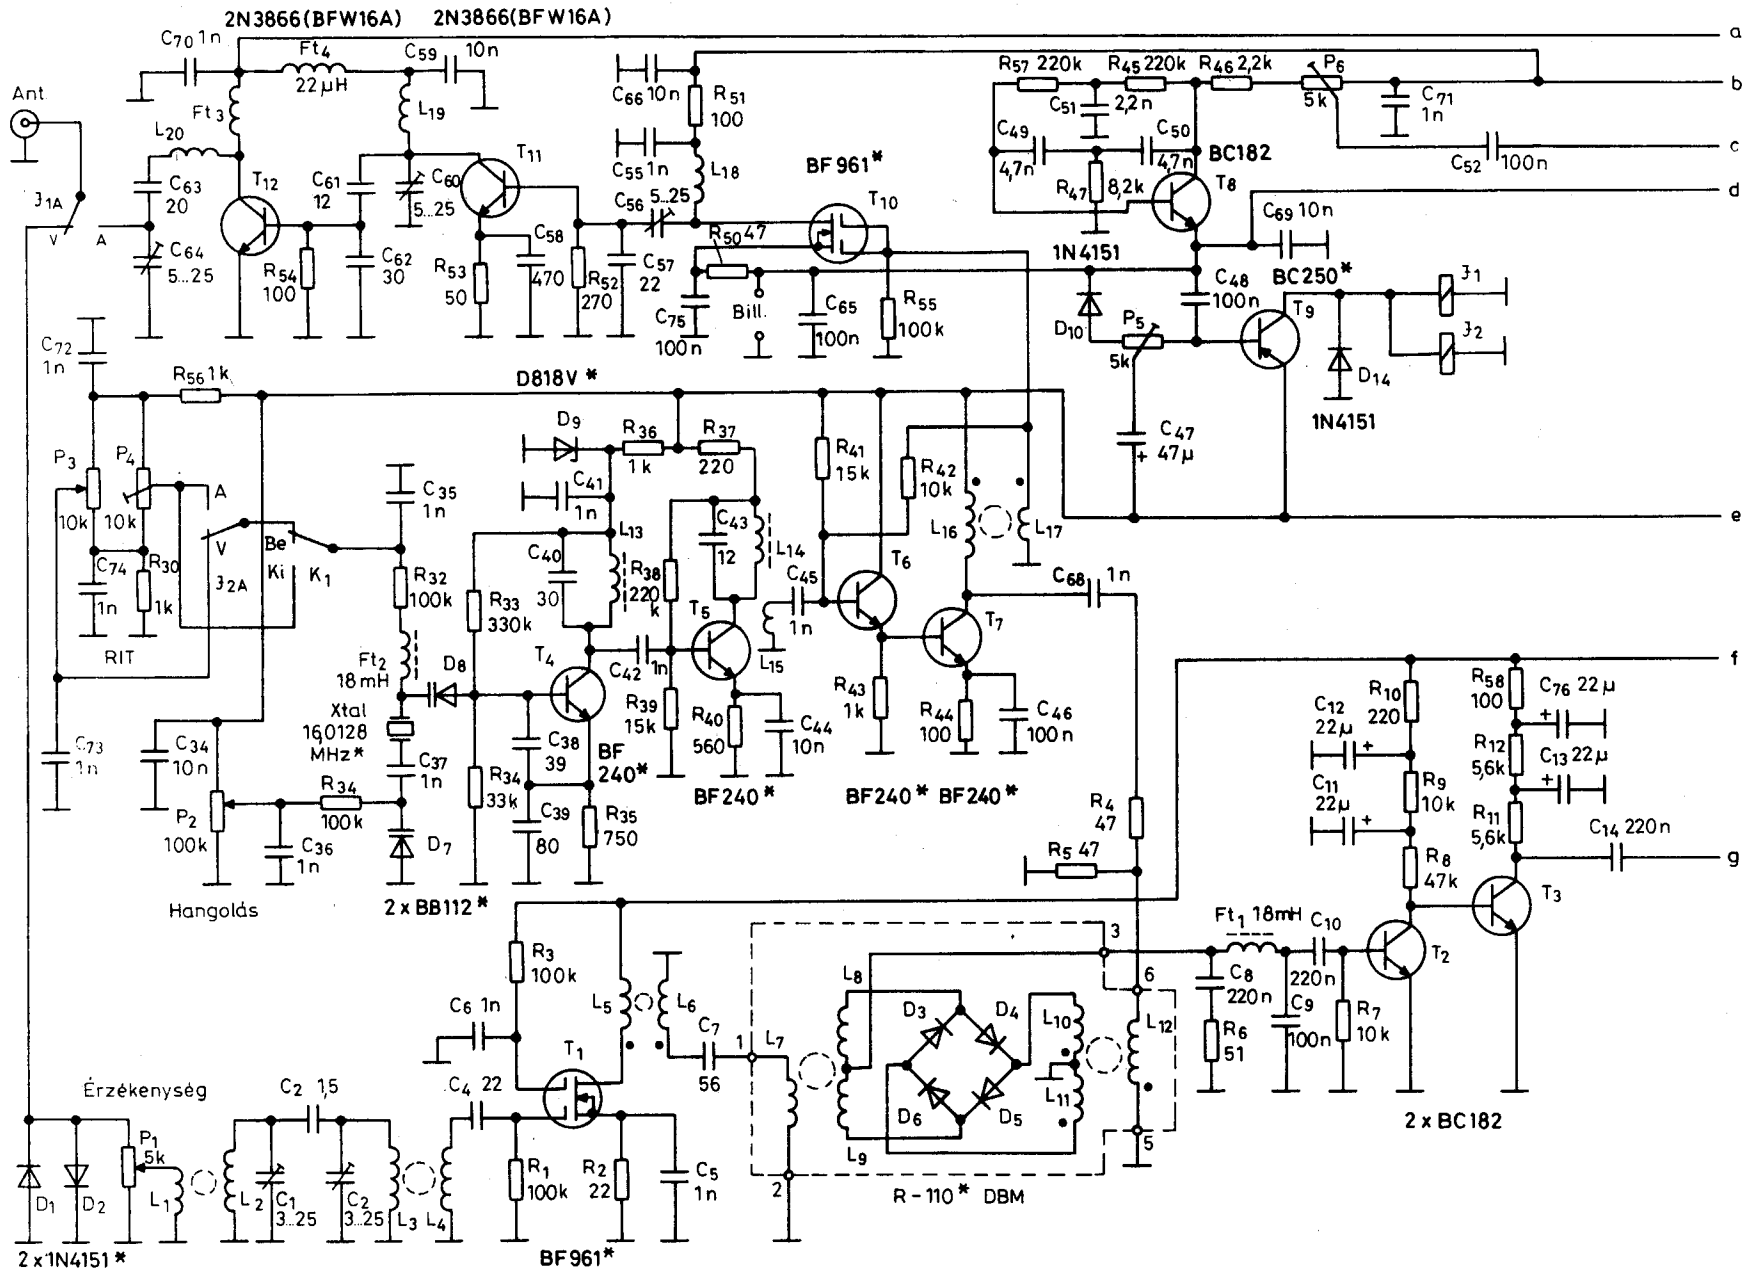 2N3866(BFW16A)
2N3866(BFW16A)
C70 1n
Ft4
22µH
C59
10n
a
Ant.
Ft3
L19
C66 10n
R51
100
R57 220k
R45 220k
R46 2,2k
P6
5k
b
C51
2,2n
C71
1n
L20
C63
20
T12
C61
12
C60
5...25
T11
C55 1n
L18
BF 961*
C49
4,7n
C50
4,7n
BC182
C52
100n
c
J1A
V
A
C64
5...25
R54
100
C62
30
R53
50
C58
470
R52
270
C56
5..25
C57
22
R50 47
T10
R47
8,2k
T8
d
C69 10n
1N4151
BC250*
C75
100n
Bill.
C65
100n
R55
100k
D10
P5
5k
C48
100n
T9
J1
J2
D14
1N4151
C72
1n
R56 1k
D818V *
C47
47µ
+
P3
10k
P4
10k
A
V
J2A
Be
Ki
K1
C35
1n
D9
R36
1k
R37
220
C41
1n
R41
15k
R42
10k
L16
L17
e
C74
1n
R30
1k
RIT
R32
100k
Ft2
18mH
R33
330k
C40
30
L13
R38
220
k
C43
12
L14
C45
1n
L15
T6
T7
C68 1n
D8
T4
C42
1n
T5
f
Xtal
16,0128
MHz*
C73
1n
C34
10n
C37
1n
C38
39
BF
240*
R39
15k
R40
560
C44
10n
R43
1k
R44
100
C46
100n
R58
100
C76 22µ
+
R10
220
C12
22µ
+
R12
5,6k
C13 22µ
+
P2
100k
R34
100k
C36
1n
D7
R34
33k
C39
80
R35
750
BF240*
BF240*
BF240*
R4
47
C11
22µ
+
R9
10k
R11
5,6k
C14 220n
R5 47
R8
47k
g
Hangolás
2 x BB112*
T3
R3
100k
L5
L6
3
Ft1 18mH
C10
220n
T2
C6 1n
T1
C7
56
1
L7
L8
D3
D4
L10
6
L12
C8
220n
C9
100n
R6
51
R7
10k
Érzékenység
C2 1,5
C4 22
D6
D5
L11
L9
5
2 x BC182
P1
5k
D1
D2
L1
L2
C1
3...25
C2
3...25
L3
L4
R1
100k
R2
22
C5
1n
2
R-110* DBM
2 x 1N4151*
BF961*